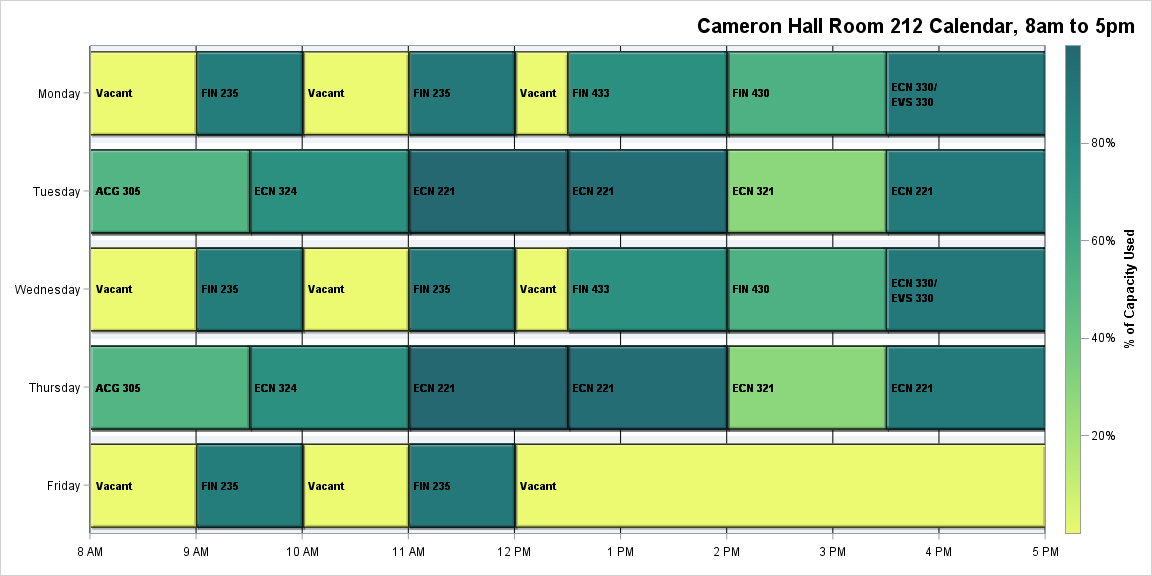 Cameron Hall Room 212 Calendar, 8am to 5pm
Monday
Vacant
FIN 235
Vacant
FIN 235
Vacant
FIN 433
FIN 430
ECN 330/
EVS 330
Tuesday
ACG 305
ECN 324
ECN 221
ECN 221
ECN 321
ECN 221
Wednesday
Vacant
FIN 235
Vacant
FIN 235
Vacant
FIN 433
FIN 430
ECN 330/
EVS 330
Thursday
ACG 305
ECN 324
ECN 221
ECN 221
ECN 321
ECN 221
Friday
Vacant
FIN 235
Vacant
FIN 235
Vacant
8 AM
9 AM
10 AM
11 AM
12 PM
1 PM
2 PM
3 PM
4 PM
5 PM
80%
60%
40%
20%
% of Capacity Used